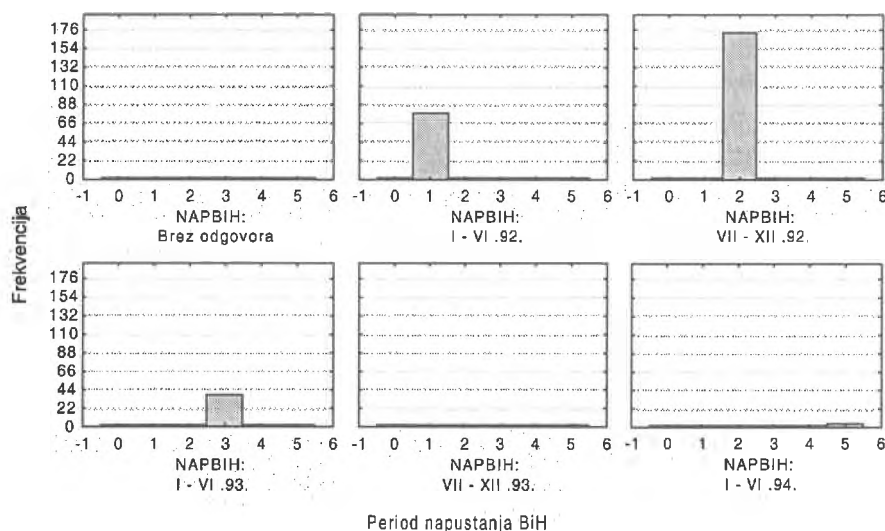 Frekvencija
176
154
132
110
88
66
44
22
0
-1 0 1 2 3 4 5 6
NAPBIH:
Brez odgovora
-1 0 1 2 3 4 5 6
NAPBIH:
I - VI .92.
-1 0 1 2 3 4 5 6
NAPBIH:
VII - XII .92.
176
154
132
110
88
66
44
22
0
-1 0 1 2 3 4 5 6
NAPBIH:
I - VI .93.
-1 0 1 2 3 4 5 6
NAPBIH:
VII - XII .93.
-1 0 1 2 3 4 5 6
NAPBIH:
I - VI .94.
Period napustanja BiH